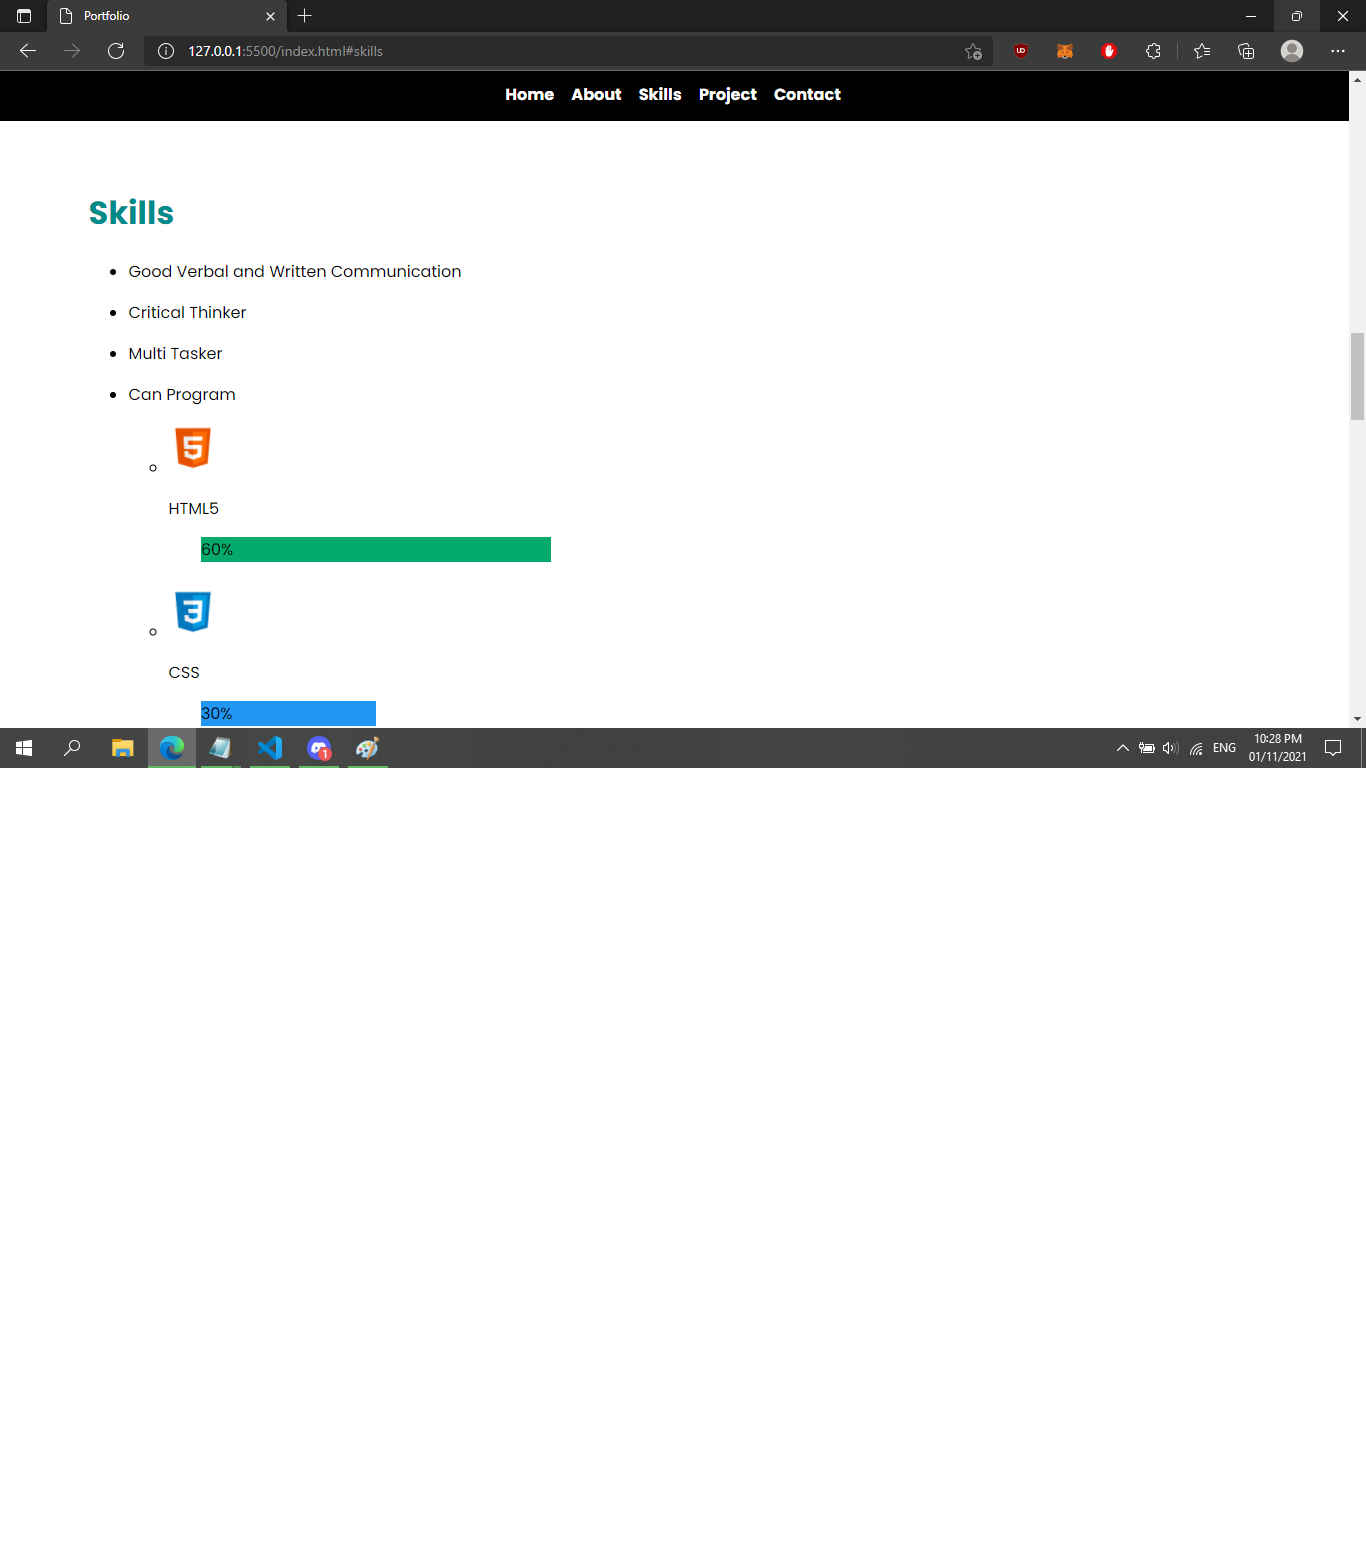 Portfolio
127.0.0.1:5500/index.html#skills
Home About Skills Project Contact
Skills
Good Verbal and Written Communication
Critical Thinker
Multi Tasker
Can Program
5
HTML5
60%
3
CSS
30%
1
ENG
10:28 PM
01/11/2021